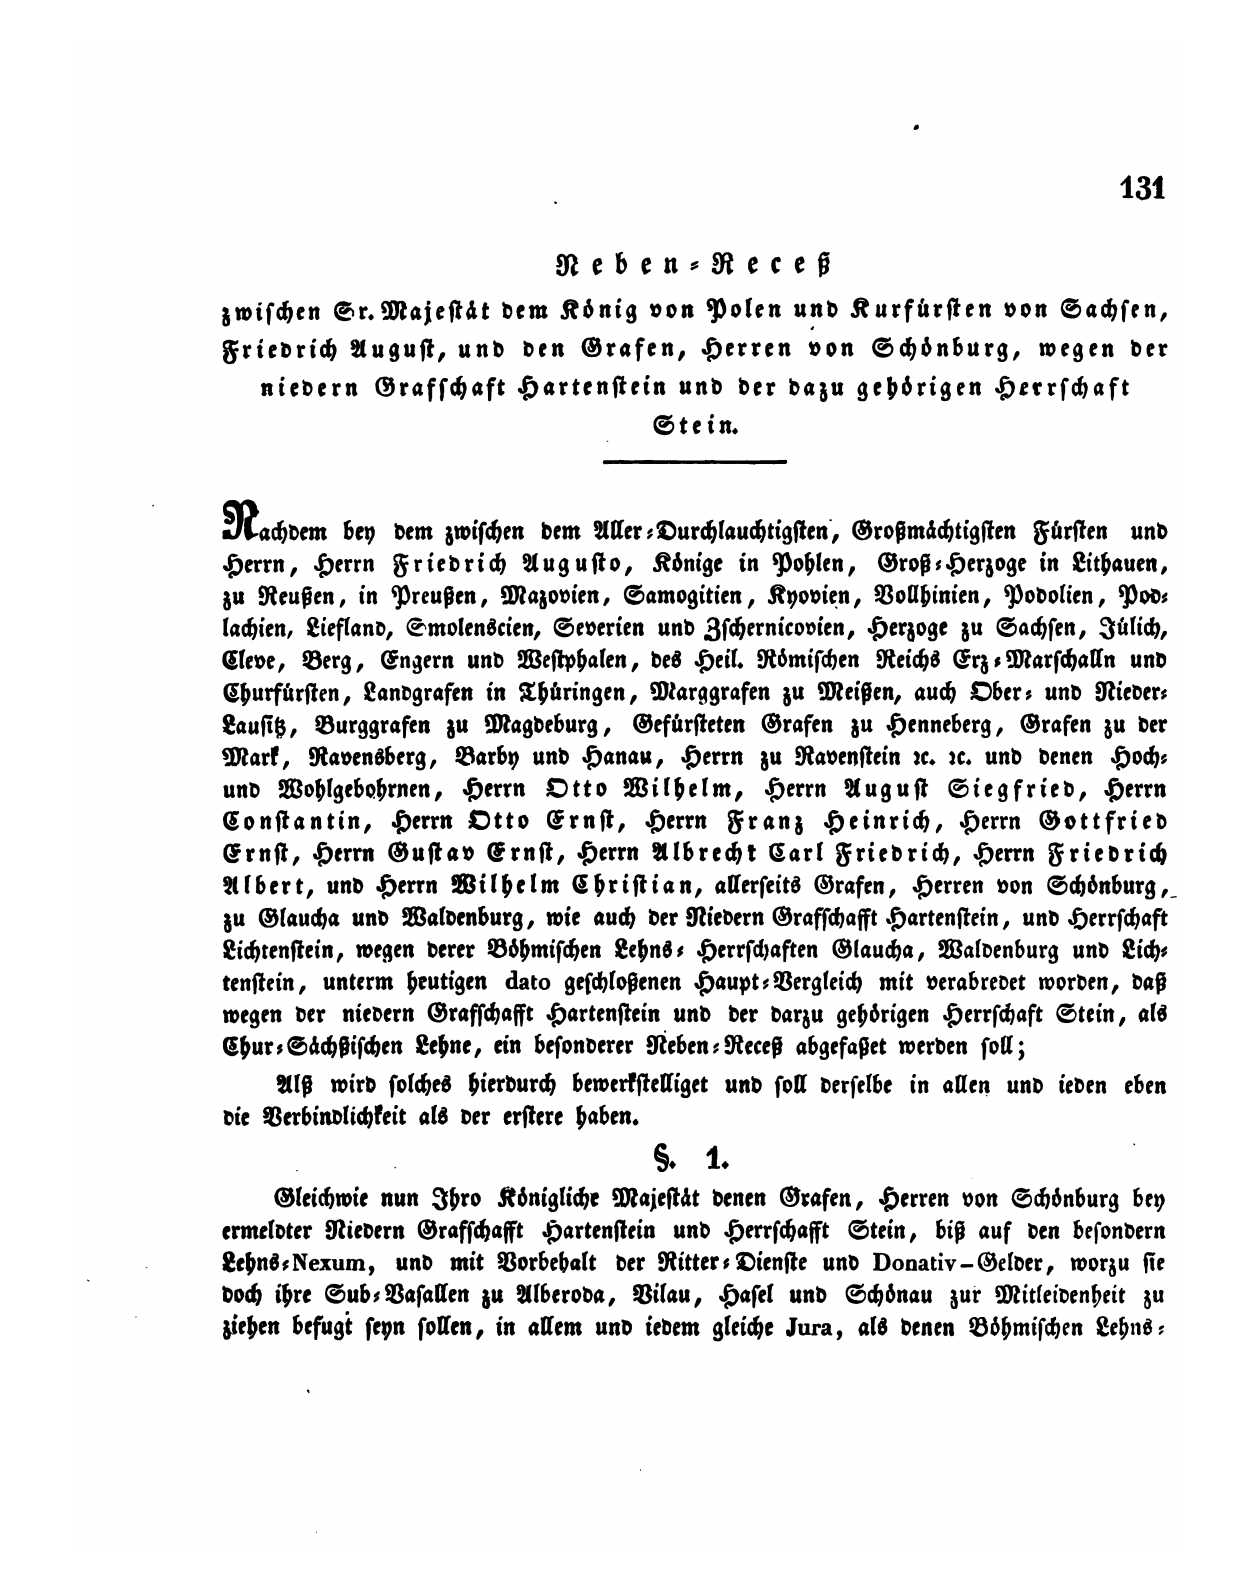 131
Neben-Receß
zwischen Sr. Majestät dem König von Polen und Kurfürsten von Sachsen,
Friedrich August, und den Grafen, Herren von Schönburg, wegen der
niedern Grafschaft Hartenstein und der dazu gehörigen Herrschaft
Stein.
Nachdem bey dem zwischen dem Aller-Durchlauchtigsten, Großmächtigsten Fürsten und
Herrn, Herrn Friedrich Augusto, Könige in Pohlen, Groß-Herzoge in Lithauen,
zu Reußen, in Preußen, Mazovien, Samogitien, Kyovien, Vollhinien, Podolien, Pod-
lachien, Liefland, Smolenscien, Severien und Zschernicovien, Herzoge zu Sachsen, Jülich,
Cleve, Berg, Engern und Westphalen, des Heil. Römischen Reichs Erz-Marschalln und
Churfürsten, Landgrafen in Thüringen, Marggrafen zu Meißen, auch Ober- und Nieder-
Lausitz, Burggrafen zu Magdeburg, Gefürsteten Grafen zu Henneberg, Grafen zu der
Mark, Ravensberg, Barby und Hanau, Herrn zu Ravenstein ꝛc. ꝛc. und denen Hoch-
und Wohlgebohrnen, Herrn Otto Wilhelm, Herrn August Siegfried, Herrn
Constantin, Herrn Otto Ernst, Herrn Franz Heinrich, Herrn Gottfried
Ernst, Herrn Gustav Ernst, Herrn Albrecht Carl Friedrich, Herrn Friedrich
Albert, und Herrn Wilhelm Christian, allerseits Grafen, Herren von Schönburg,
zu Glaucha und Waldenburg, wie auch der Niedern Grafschafft Hartenstein, und Herrschaft
Lichtenstein, wegen derer Böhmischen Lehns- Herrschaften Glaucha, Waldenburg und Lich-
tenstein, unterm heutigen dato geschloßenen Haupt-Vergleich mit verabredet worden, daß
wegen der niedern Grafschafft Hartenstein und der darzu gehörigen Herrschaft Stein, als
Chur-Sächßischen Lehne, ein besonderer Neben-Receß abgefaßet werden soll;
Alß wird solches hierdurch bewerkstelliget und soll derselbe in allen und ieden eben
die Verbindlichkeit als der erstere haben.
§. 1.
Gleichwie nun Ihro Königliche Majestät denen Grafen, Herren von Schönburg bey
ermeldter Niedern Grafschafft Hartenstein und Herrschafft Stein, biß auf den besondern
Lehns-Nexum, und mit Vorbehalt der Ritter-Dienste und Donativ-Gelder, worzu sie
doch ihre Sub-Vasallen zu Alberoda, Vilau, Hasel und Schönau zur Mitleidenheit zu
ziehen befugt seyn sollen, in allem und iedem gleiche Jura, als denen Böhmischen Lehns-